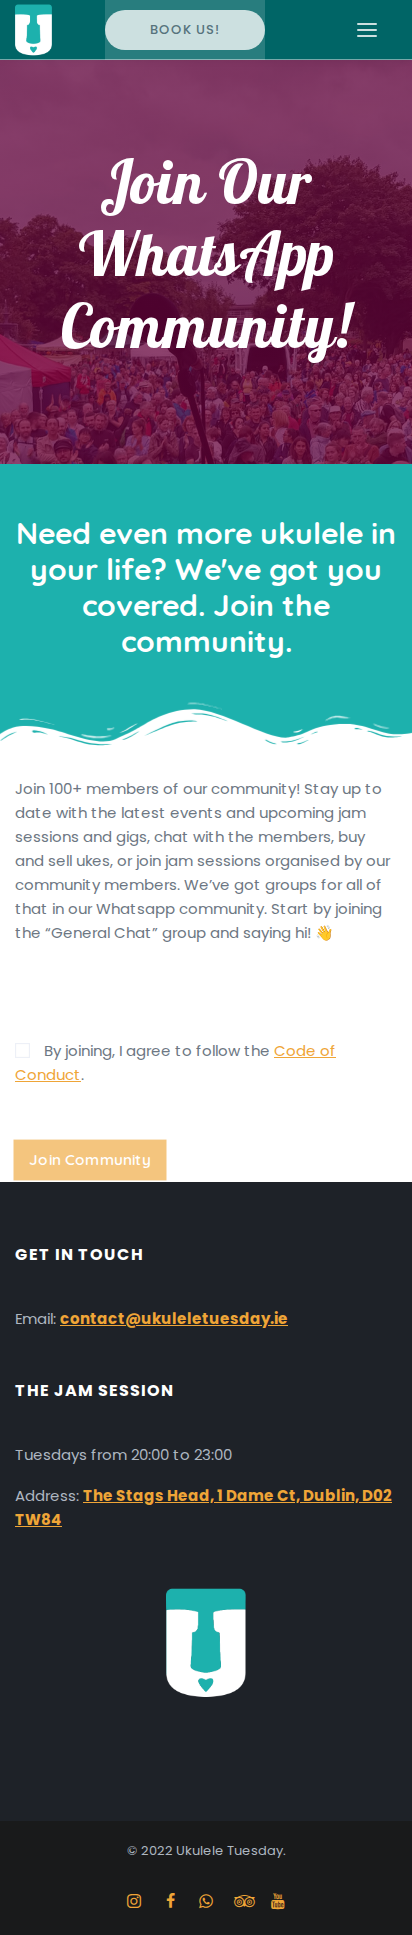 BOOK US!
Join Our
WhatsApp
Community!
Need even more ukulele in
your life? We've got you
covered. Join the
community.
Join 100+ members of our community! Stay up to
date with the latest events and upcoming jam
sessions and gigs, chat with the members, buy
and sell ukes, or join jam sessions organised by our
community members. We’ve got groups for all of
that in our Whatsapp community. Start by joining
the “General Chat” group and saying hi! 👋
By joining, I agree to follow the Code of
Conduct.
Join Community
GET IN TOUCH
Email: contact@ukuleletuesday.ie
THE JAM SESSION
Tuesdays from 20:00 to 23:00
Address: The Stags Head, 1 Dame Ct, Dublin, D02
TW84
© 2022 Ukulele Tuesday.
You
Tube